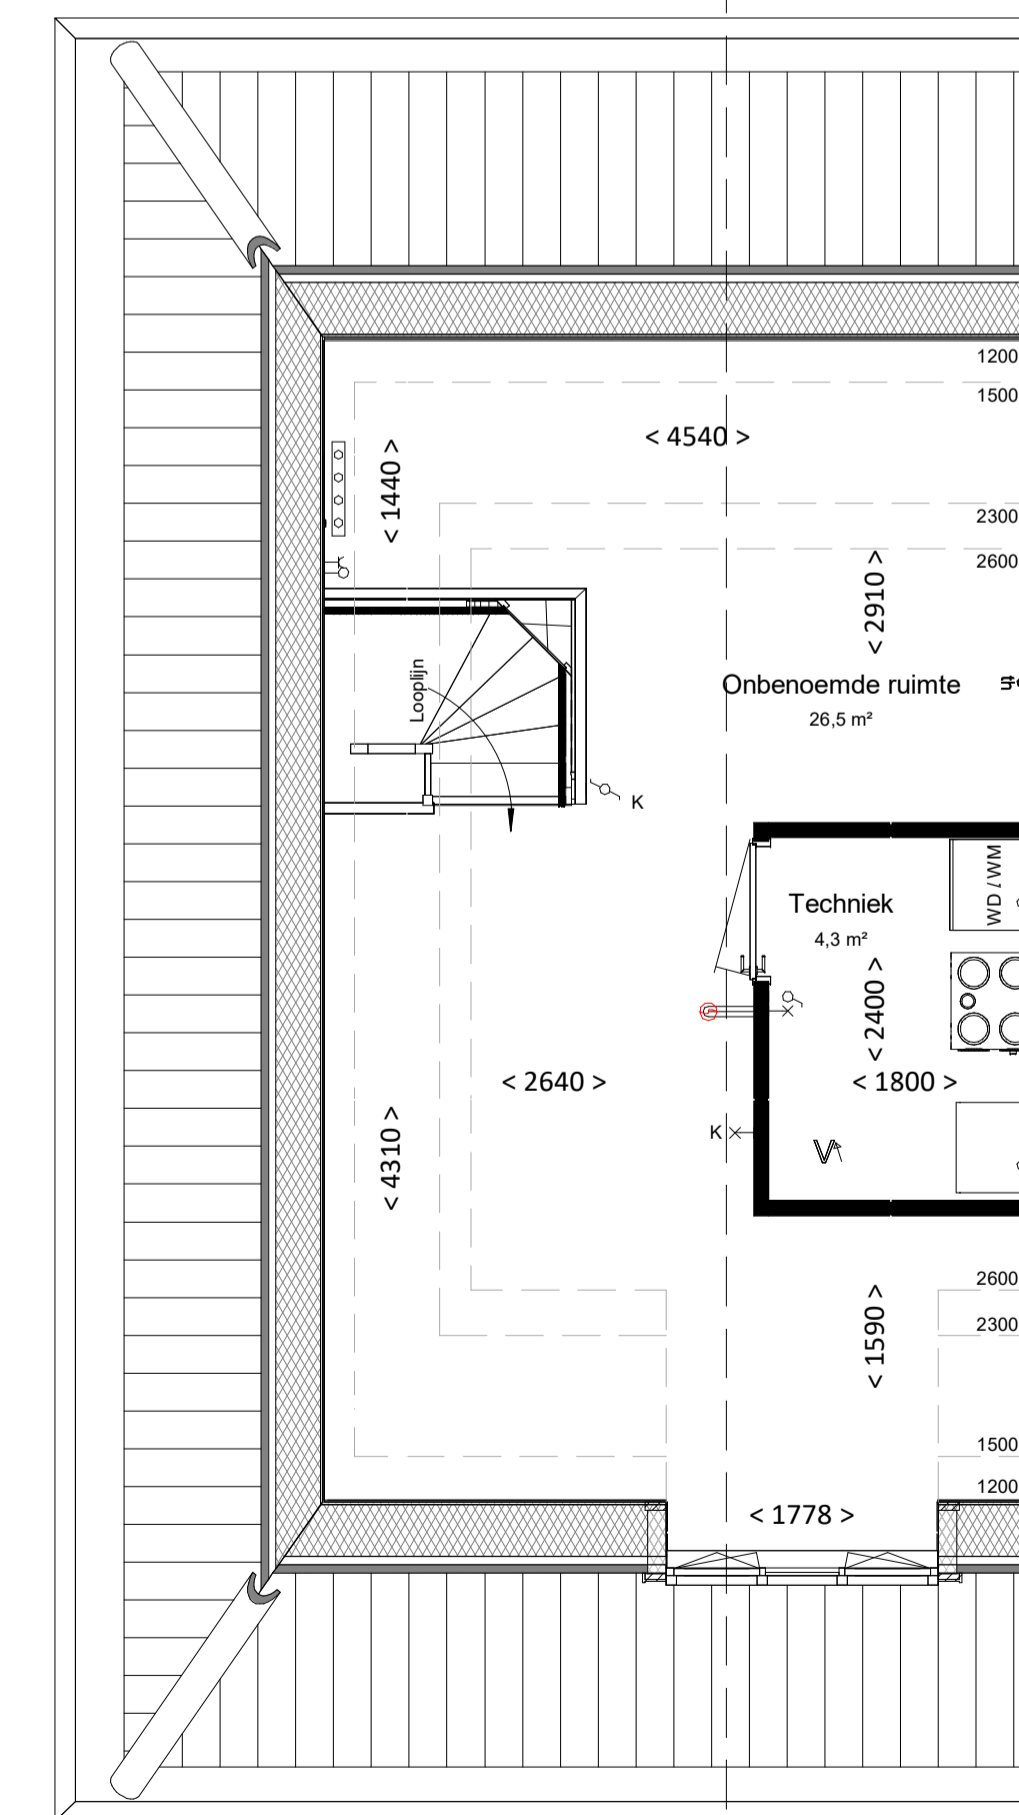 1200
1500
< 4540 >
< 1440 >
2300
2600
< 2910 >
Looplijn
Onbenoemde ruimte
26,5 m²
K
WD / WM
Techniek
4,3 m²
< 2400 >
< 2640 >
< 1800 >
K
< 4310 >
2600
< 1590 >
2300
1500
1200
< 1778 >